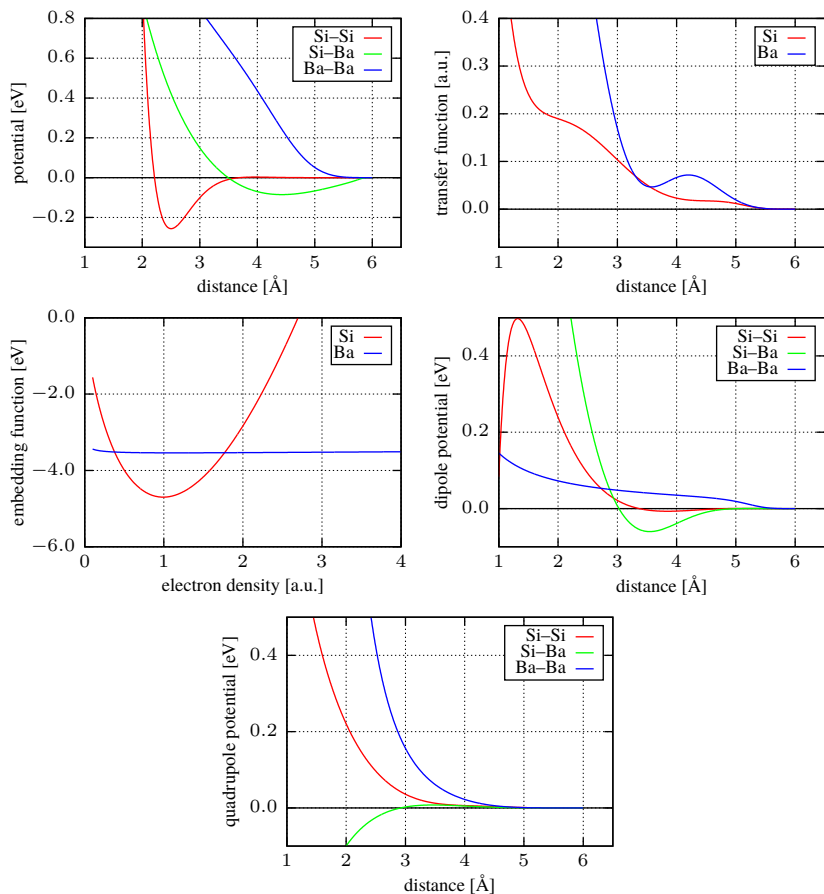 potential [eV]
0.8
0.6
0.4
0.2
0.0
−0.2
1 2 3 4 5 6
distance [Å]
Si–Si
Si–Ba
Ba–Ba
transfer function [a.u.]
0.4
0.3
0.2
0.1
0.0
1 2 3 4 5 6
distance [Å]
Si
Ba
embedding function [eV]
0.0
−2.0
−4.0
−6.0
0 1 2 3 4
electron density [a.u.]
Si
Ba
dipole potential [eV]
0.4
0.2
0.0
1 2 3 4 5 6
distance [Å]
Si–Si
Si–Ba
Ba–Ba
quadrupole potential [eV]
0.4
0.2
0.0
1 2 3 4 5 6
distance [Å]
Si–Si
Si–Ba
Ba–Ba